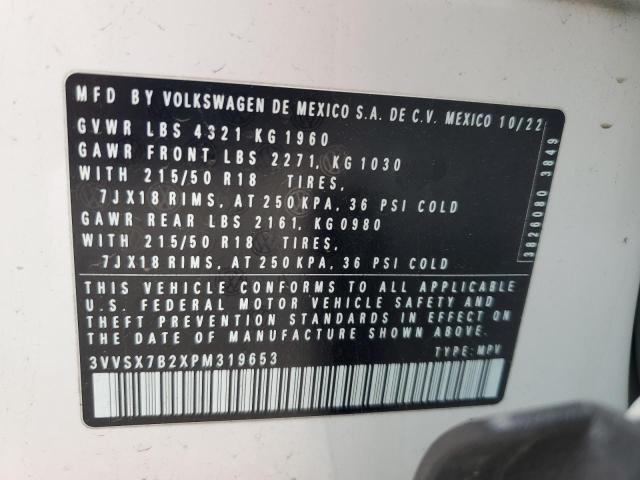 MFD BY VOLKSWAGEN DE MEXICO S.A. DE C.V. MEXICO 10/22
GVWR LBS 4321 KG 1960
GAWR FRONT LBS 2271, KG 1030
WITH 215/50 R18 TIRES,
7JX18 RIMS, AT 250 KPA, 36 PSI COLD
GAWR REAR LBS 2161, KG 0980
WITH 215/50 R18 TIRES,
7JX18 RIMS, AT 250 KPA, 36 PSI COLD
THIS VEHICLE CONFORMS TO ALL APPLICABLE
U.S. FEDERAL MOTOR VEHICLE SAFETY AND
THEFT PREVENTION STANDARDS IN EFFECT ON
THE DATE OF MANUFACTURE SHOWN ABOVE.
3VVSX7B2XPM319653 TYPE: MPV
3826080 3849